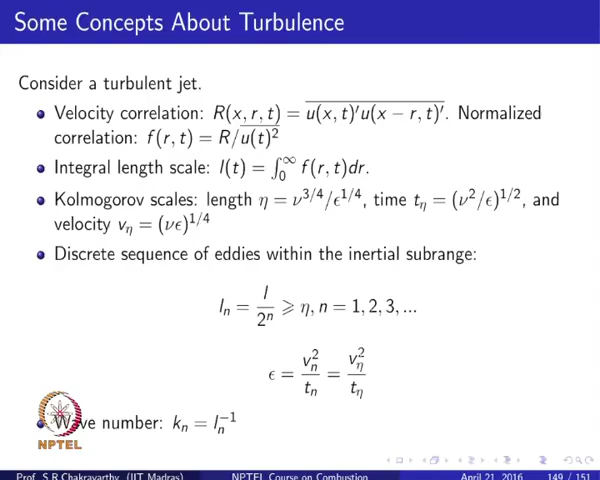 Some Concepts About Turbulence
Consider a turbulent jet.
Velocity correlation: R(x, r, t) = u(x, t)′u(x − r, t)′. Normalized
correlation: f(r, t) = R/u(t)²
Integral length scale: l(t) = ∫₀^∞ f(r, t)dr.
Kolmogorov scales: length η = ν^3/4/ϵ^1/4, time t_η = (ν²/ϵ)^1/2, and
velocity v_η = (νϵ)^1/4
Discrete sequence of eddies within the inertial subrange:
l_n = l/2^n ⩾ η, n = 1, 2, 3, ...
ϵ = v_n²/t_n = v_η²/t_η
Wave number: k_n = l_n^−1
NPTEL
Prof. S R Chakravarthy (IIT Madras) NPTEL Course on Combustion April 21, 2016 149 / 151